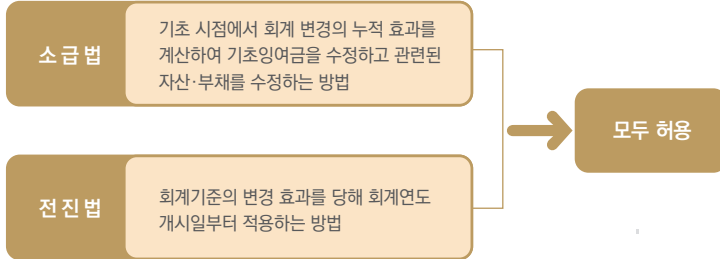 소급법
기초 시점에서 회계 변경의 누적 효과를
계산하여 기초잉여금을 수정하고 관련된
자산·부채를 수정하는 방법
모두 허용
전진법
회계기준의 변경 효과를 당해 회계연도
개시일부터 적용하는 방법